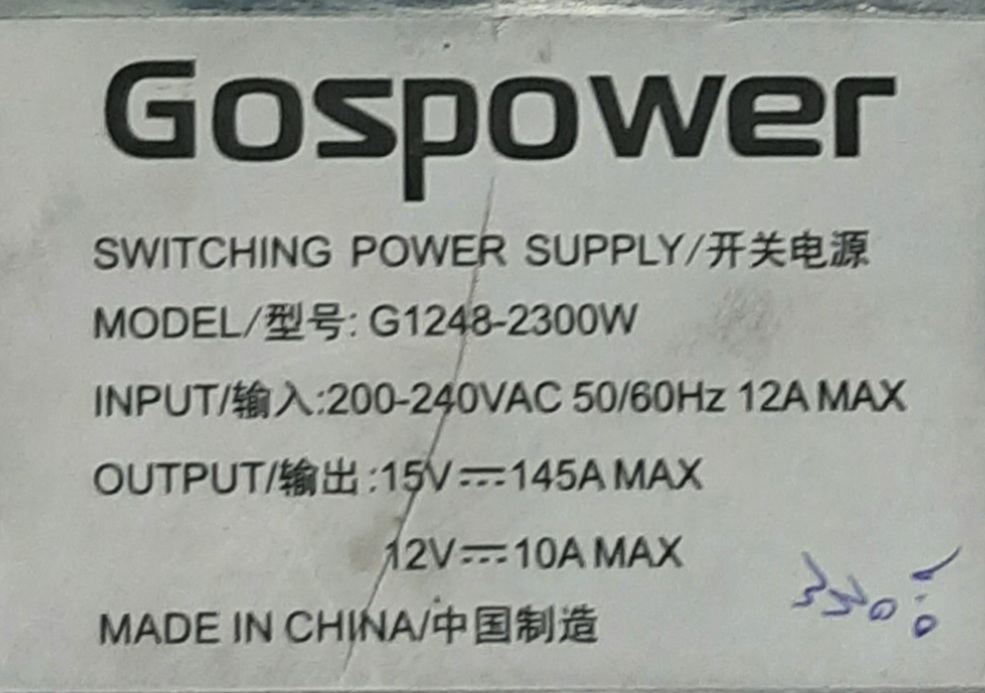 Gospower
SWITCHING POWER SUPPLY/开关电源
MODEL/型号: G1248-2300W
INPUT/输入:200-240VAC 50/60Hz 12A MAX
OUTPUT/输出:15V⎓145A MAX
12V⎓10A MAX
MADE IN CHINA/中国制造